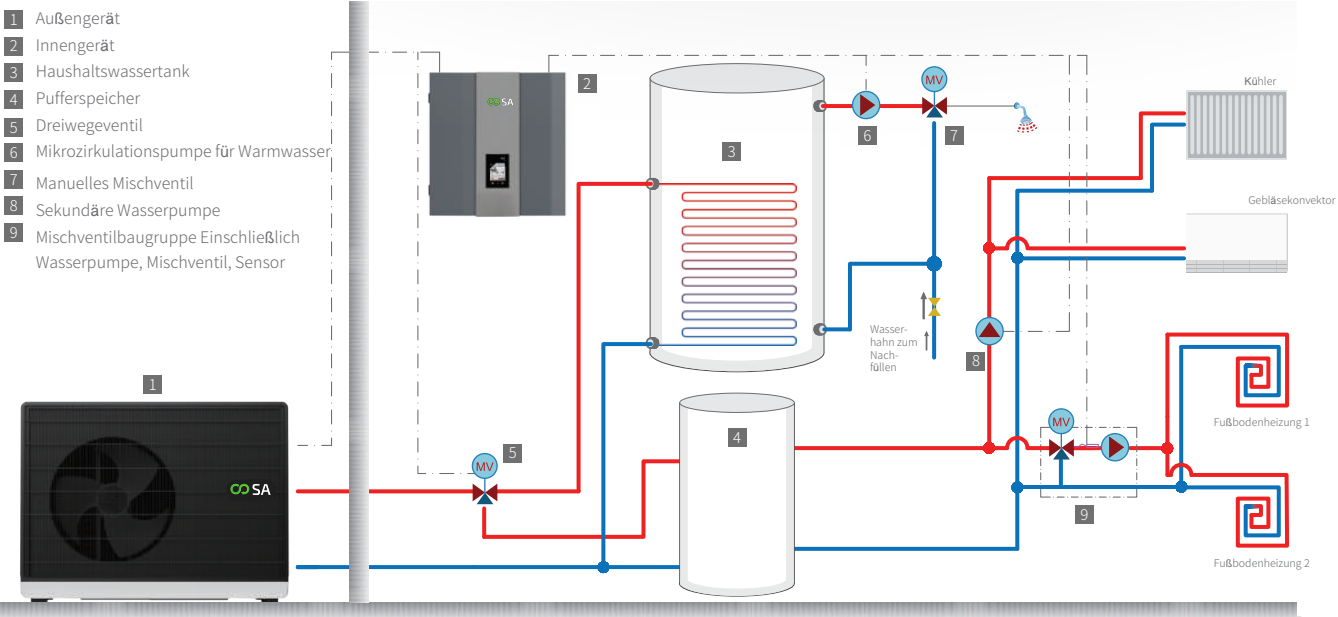 1 Außengerät
2 Innengerät
3 Haushaltswassertank
4 Pufferspeicher
5 Dreiwegeventil
6 Mikrozirkulationspumpe für Warmwasser
7 Manuelles Mischventil
8 Sekundäre Wasserpumpe
9 Mischventilbaugruppe Einschließlich
Wasserpumpe, Mischventil, Sensor
2
SA
3
MV
6
7
Kühler
Gebläsekonvektor
Wasser-
hahn zum
Nach-
füllen
8
1
SA
MV
5
4
MV
9
Fußbodenheizung 1
Fußbodenheizung 2